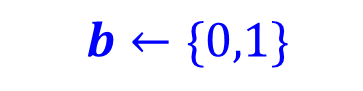 b ← {0,1}